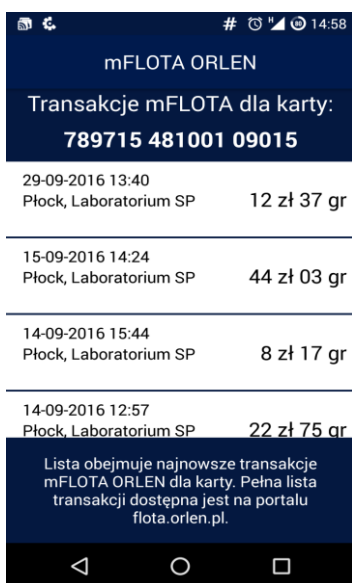 # H 80 14:58
mFLOTA ORLEN
Transakcje mFLOTA dla karty:
789715 481001 09015
29-09-2016 13:40
Płock, Laboratorium SP 12 zł 37 gr
15-09-2016 14:24
Płock, Laboratorium SP 44 zł 03 gr
14-09-2016 15:44
Płock, Laboratorium SP 8 zł 17 gr
14-09-2016 12:57
Płock, Laboratorium SP 22 zł 75 gr
Lista obejmuje najnowsze transakcje
mFLOTA ORLEN dla karty. Pełna lista
transakcji dostępna jest na portalu
flota.orlen.pl.